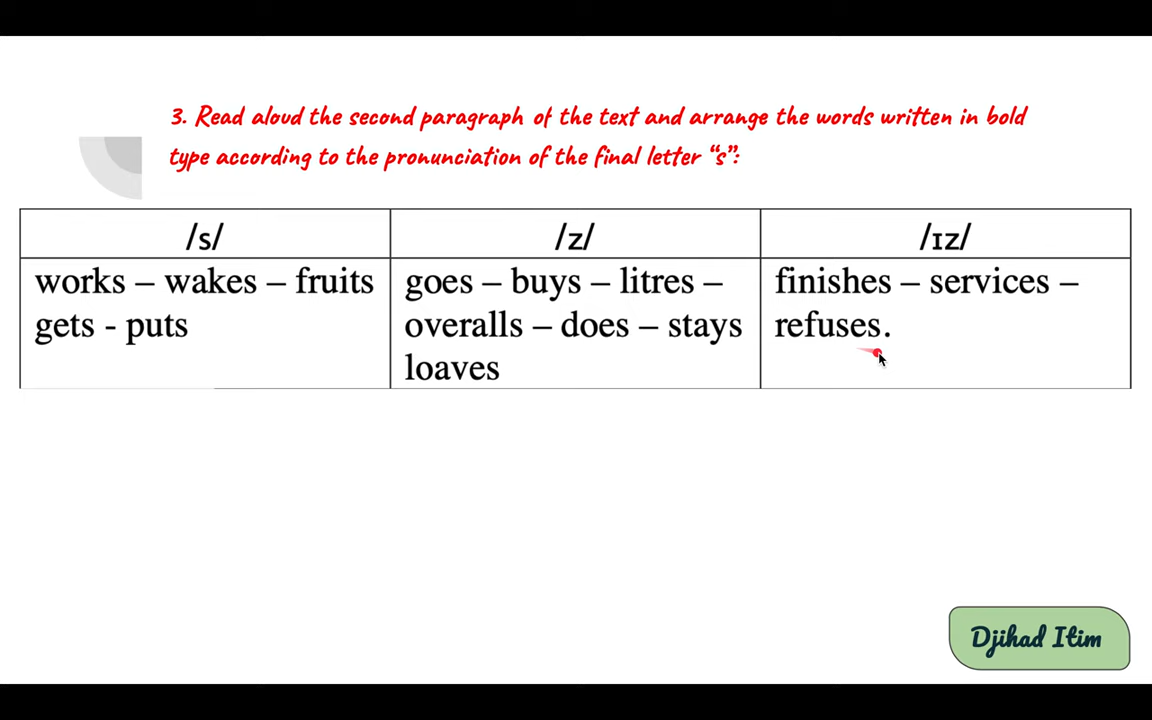 3. Read aloud the second paragraph of the text and arrange the words written in bold
type according to the pronunciation of the final letter “s”:
/s/ /z/ /ɪz/
works – wakes – fruits
gets - puts
goes – buys – litres –
overalls – does – stays
loaves
finishes – services –
refuses.
Djihad Itim